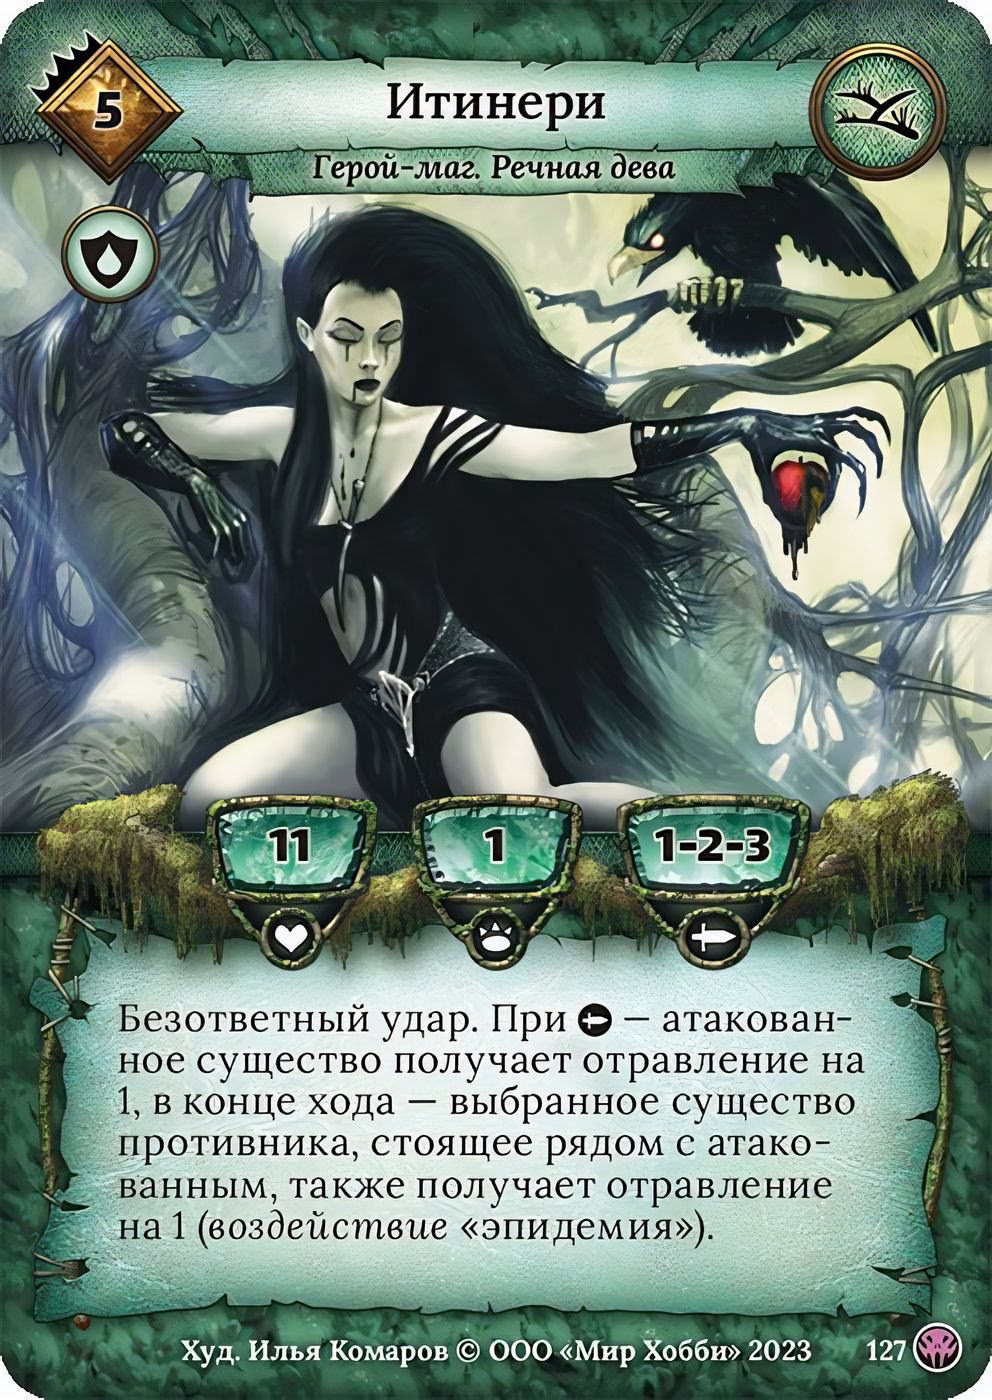 5
Итинери
Герой-маг. Речная дева
11
1
1-2-3
Безответный удар. При — атакован-
ное существо получает отравление на
1, в конце хода — выбранное существо
противника, стоящее рядом с атако-
ванным, также получает отравление
на 1 (воздействие «эпидемия»).
Худ. Илья Комаров © ООО «Мир Хобби» 2023
127